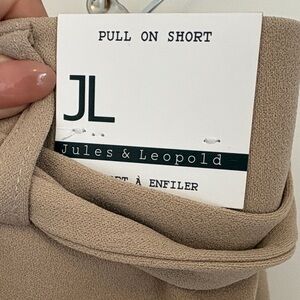 PULL ON SHORT
JL
Jules & Leopold
À ENFILER